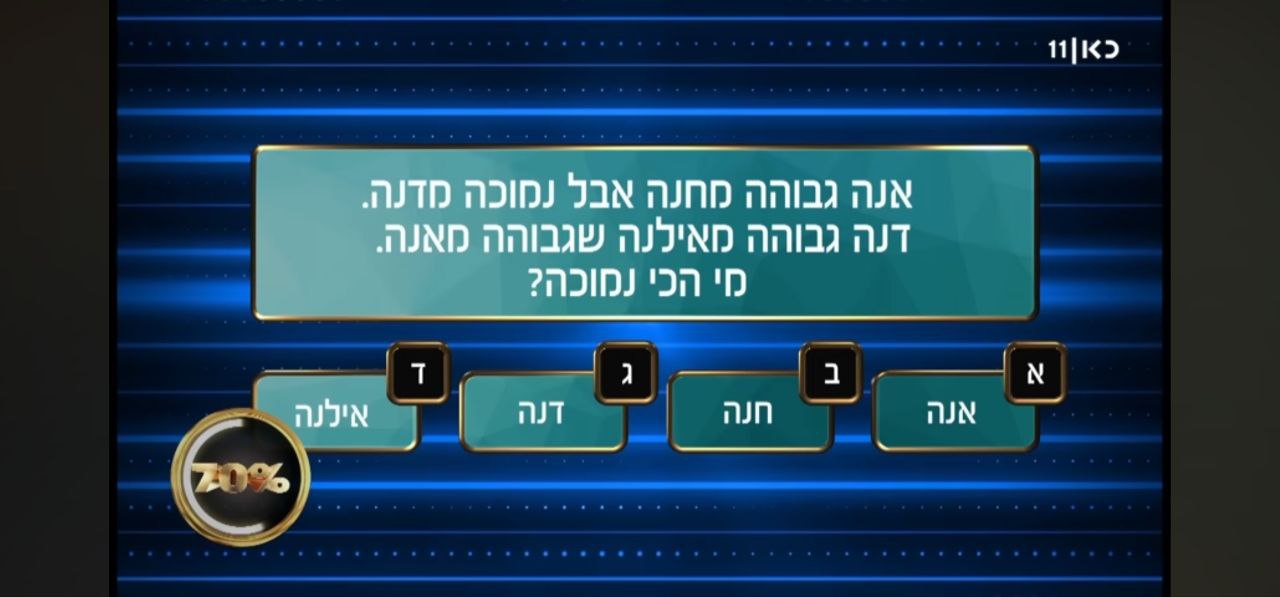 כאן|11
אנה גבוהה מחנה אבל נמוכה מדנה.
דנה גבוהה מאילנה שגבוהה מאנה.
מי הכי נמוכה?
א
אנה
ב
חנה
ג
דנה
ד
אילנה
70%